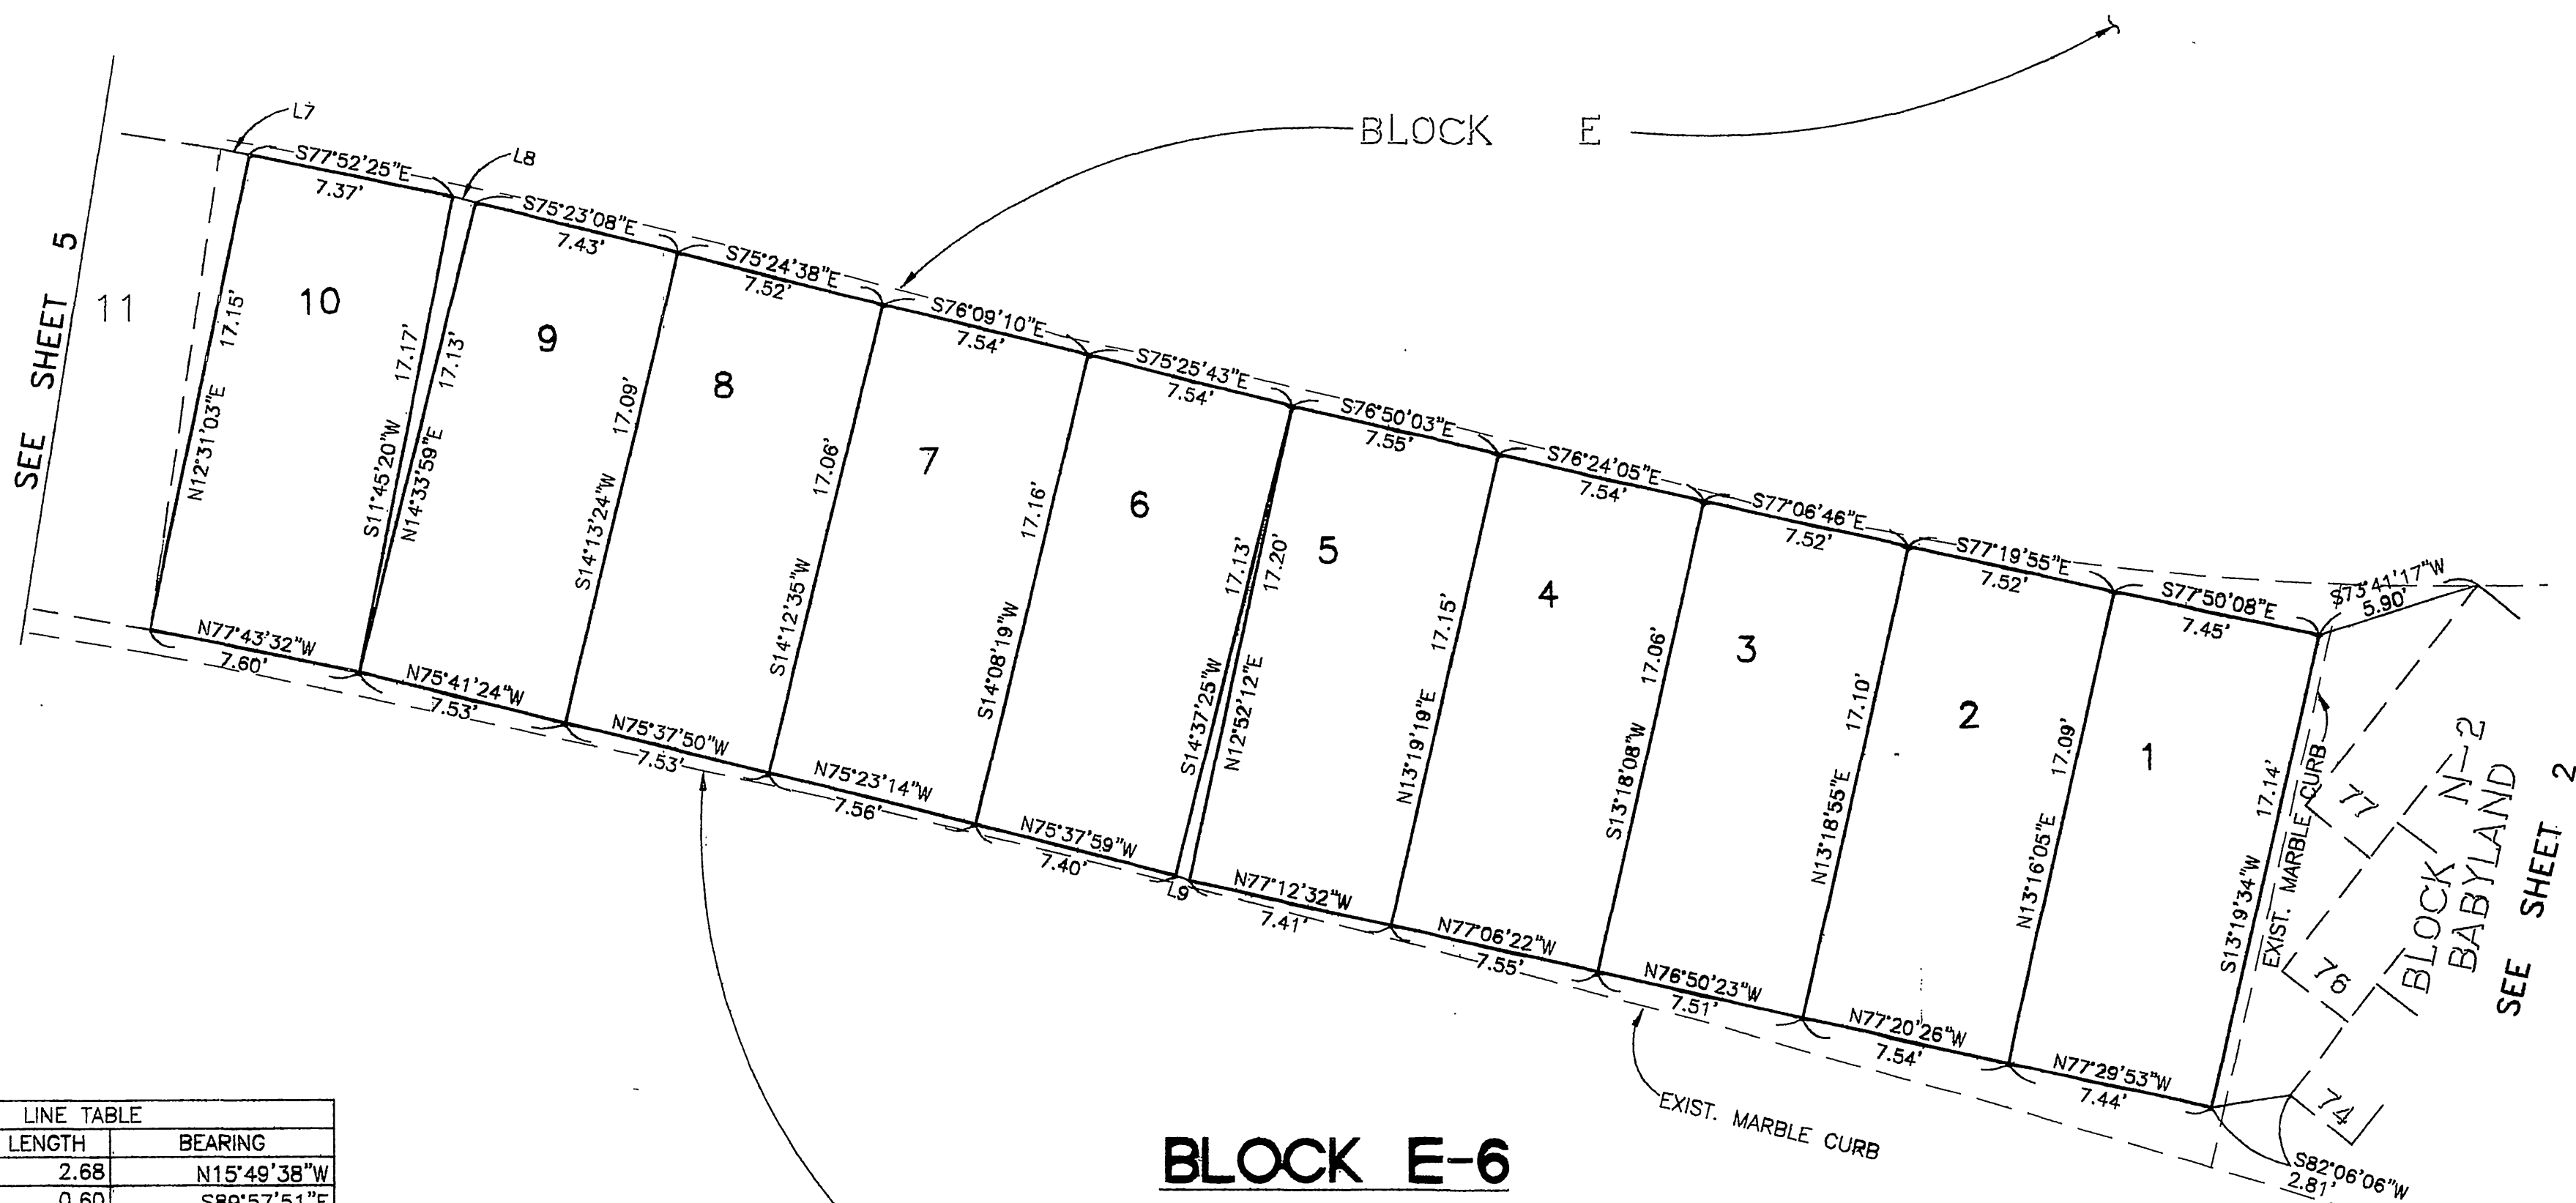 BLOCK E
L7
S77°52'25"E
7.37'
L8
S75°23'08"E
7.43'
S75°24'38"E
7.52'
S76°09'10"E
7.54'
S75°25'43"E
7.54'
S76°50'03"E
7.55'
S76°24'05"E
7.54'
S77°06'46"E
7.52'
S77°19'55"E
7.52'
S77°50'08"E
7.45'
S73°41'17"W
5.90'
SEE SHEET 5
11
N12°31'03"E
17.15'
10
S11°45'20"W
17.17'
N14°33'59"E
17.13'
9
S14°13'24"W
17.09'
8
S14°12'35"W
17.06'
7
S14°08'19"W
17.16'
6
S14°37'25"W
17.13'
N12°52'12"E
17.20'
5
N13°19'19"E
17.15'
4
S13°18'08"W
17.06'
3
N13°18'55"E
17.10'
2
N13°16'05"E
17.09'
1
S13°19'34"W
17.14'
EXIST. MARBLE CURB
77
76
74
BLOCK N-2
BABYLAND
SEE SHEET 2
N77°43'32"W
7.60'
N75°41'24"W
7.53'
N75°37'50"W
7.53'
N75°23'14"W
7.56'
N75°37'59"W
7.40'
L9
N77°12'32"W
7.41'
N77°06'22"W
7.55'
N76°50'23"W
7.51'
N77°20'26"W
7.54'
N77°29'53"W
7.44'
S82°06'06"W
2.81'
EXIST. MARBLE CURB
BLOCK E-6
LINE TABLE
LENGTH BEARING
2.68 N15°49'38"W
0.60 S89°57'51"E